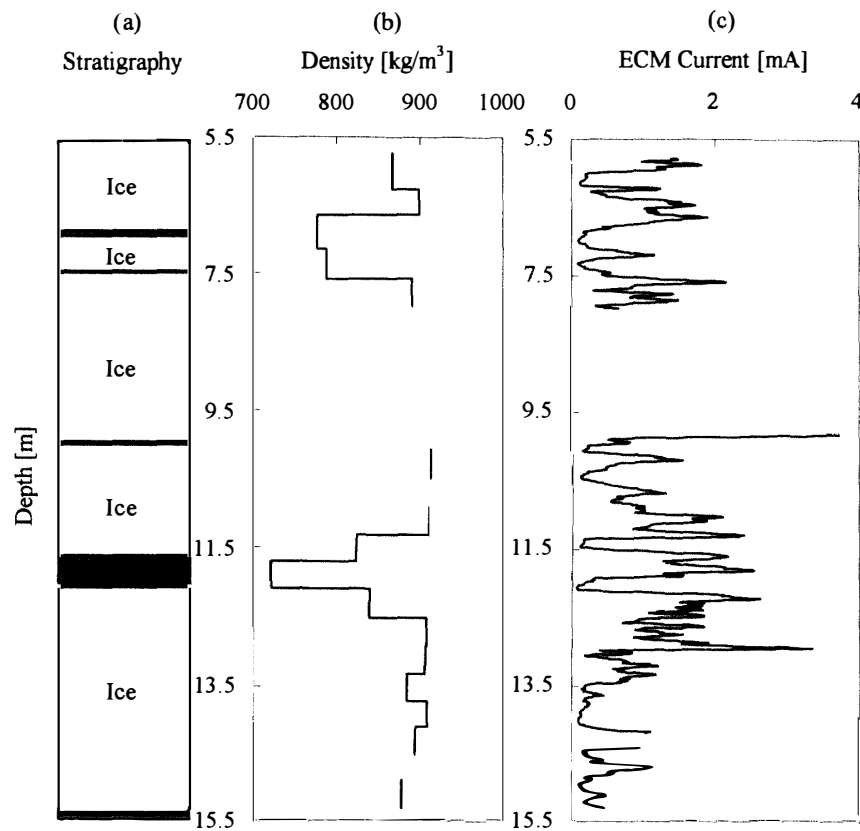 (a) (b) (c)
Stratigraphy Density [kg/m³] ECM Current [mA]
700 800 900 1000 0 2 4
5.5 5.5
Ice
Ice
7.5 7.5
Ice
9.5 9.5
Depth [m]
Ice
11.5 11.5
Ice
13.5 13.5
15.5 15.5